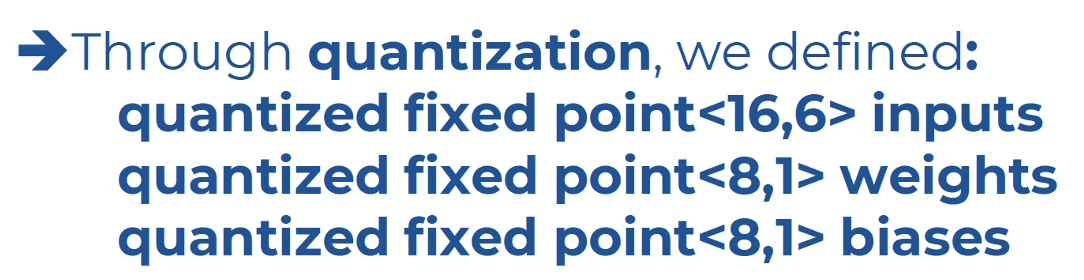 ➔Through quantization, we defined:
quantized fixed point<16,6> inputs
quantized fixed point<8,1> weights
quantized fixed point<8,1> biases